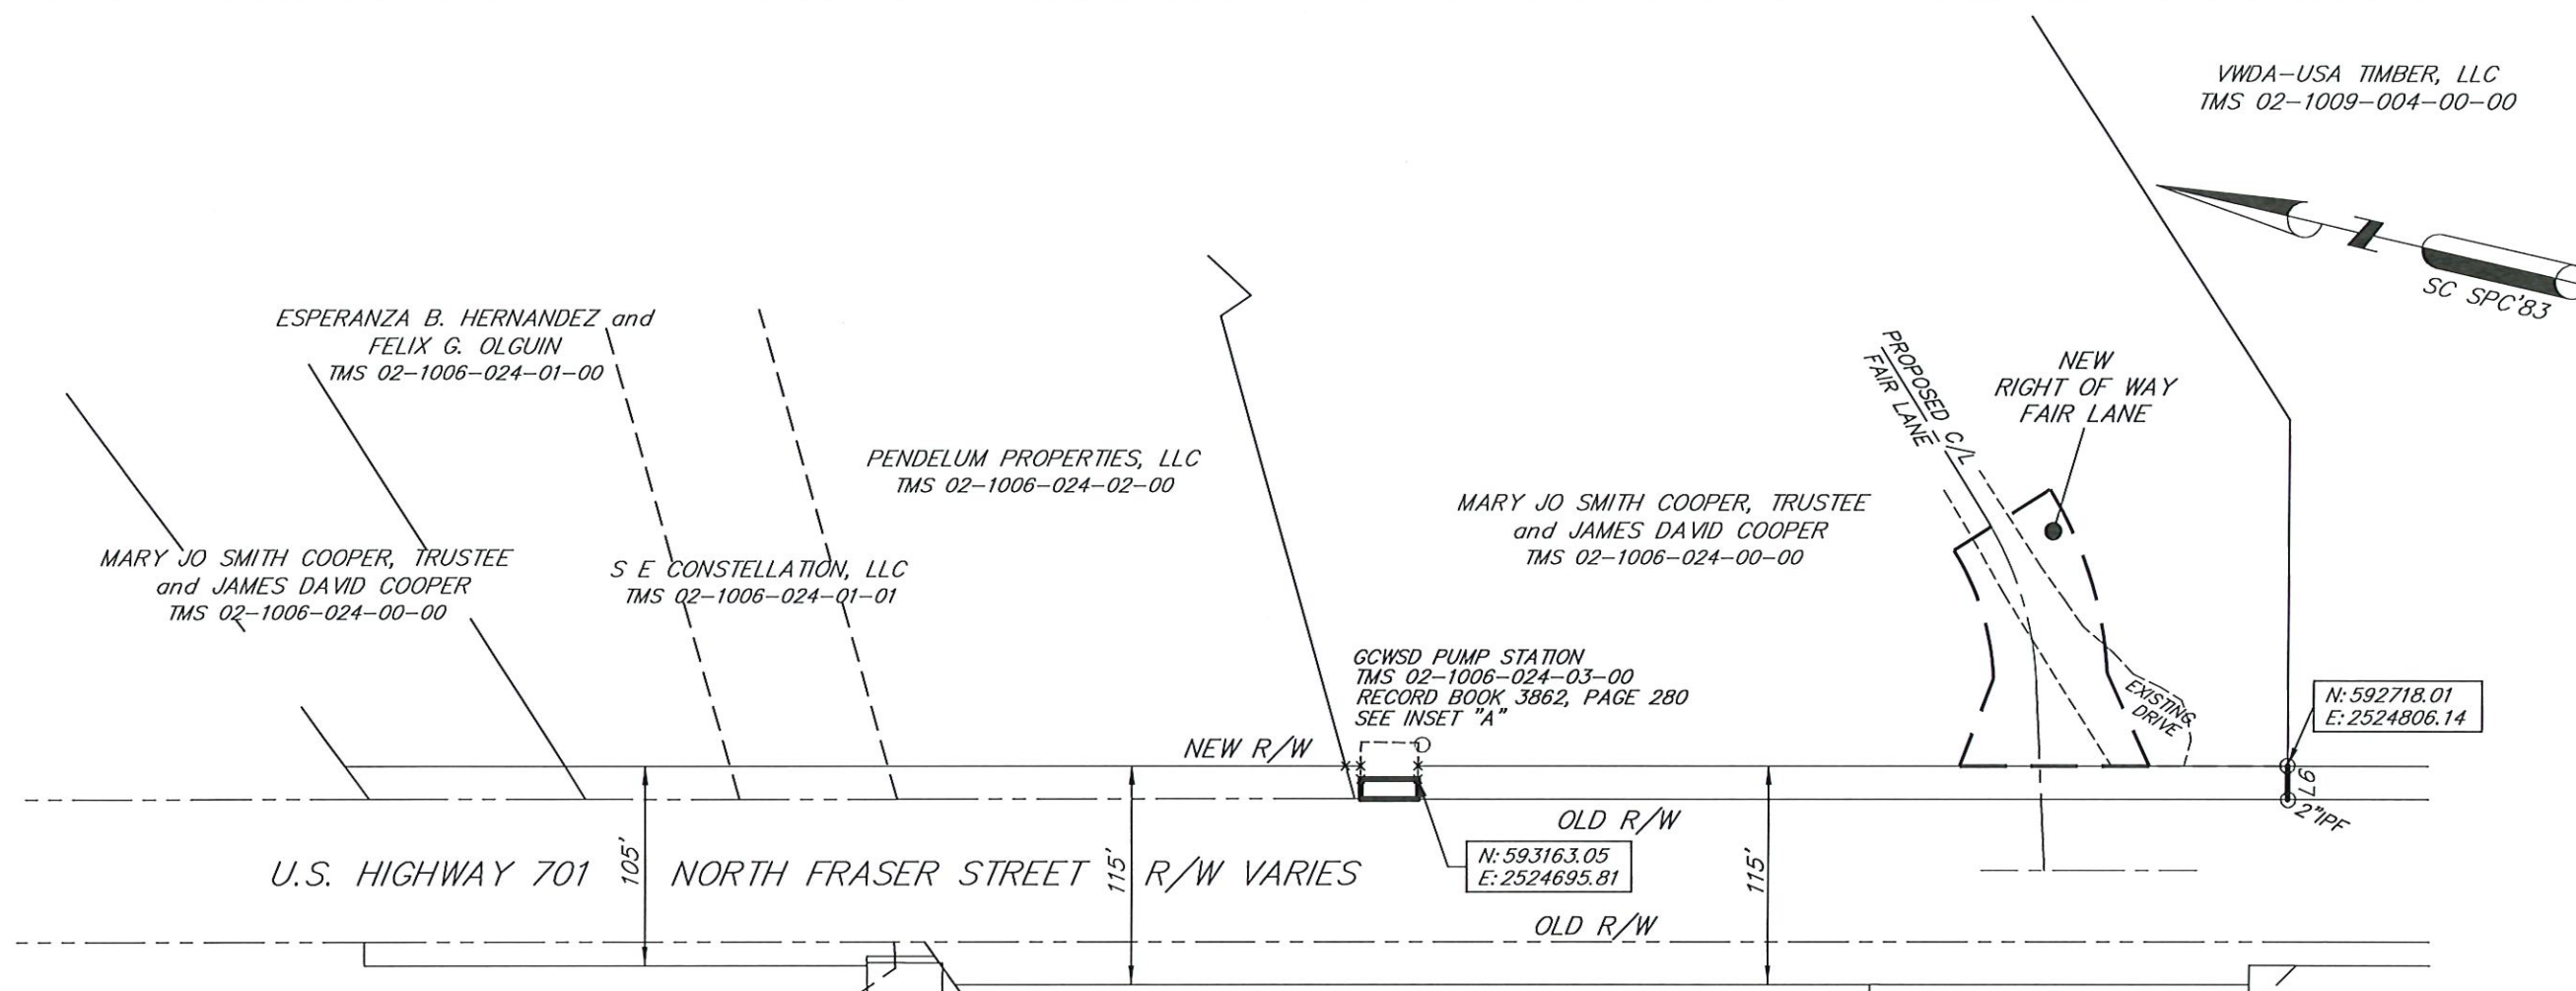 VWDA-USA TIMBER, LLC
TMS 02-1009-004-00-00
N
SC SPC'83
ESPERANZA B. HERNANDEZ and
FELIX G. OLGUIN
TMS 02-1006-024-01-00
PROPOSED C/L
FAIR LANE
NEW
RIGHT OF WAY
FAIR LANE
PENDELUM PROPERTIES, LLC
TMS 02-1006-024-02-00
MARY JO SMITH COOPER, TRUSTEE
and JAMES DAVID COOPER
TMS 02-1006-024-00-00
MARY JO SMITH COOPER, TRUSTEE
and JAMES DAVID COOPER
TMS 02-1006-024-00-00
S E CONSTELLATION, LLC
TMS 02-1006-024-01-01
GCWSD PUMP STATION
TMS 02-1006-024-03-00
RECORD BOOK 3862, PAGE 280
SEE INSET "A"
EXISTING
DRIVE
N: 592718.01
E: 2524806.14
NEW R/W
L6
2"IPF
OLD R/W
U.S. HIGHWAY 701
105'
NORTH FRASER STREET
115'
R/W VARIES
N: 593163.05
E: 2524695.81
115'
OLD R/W